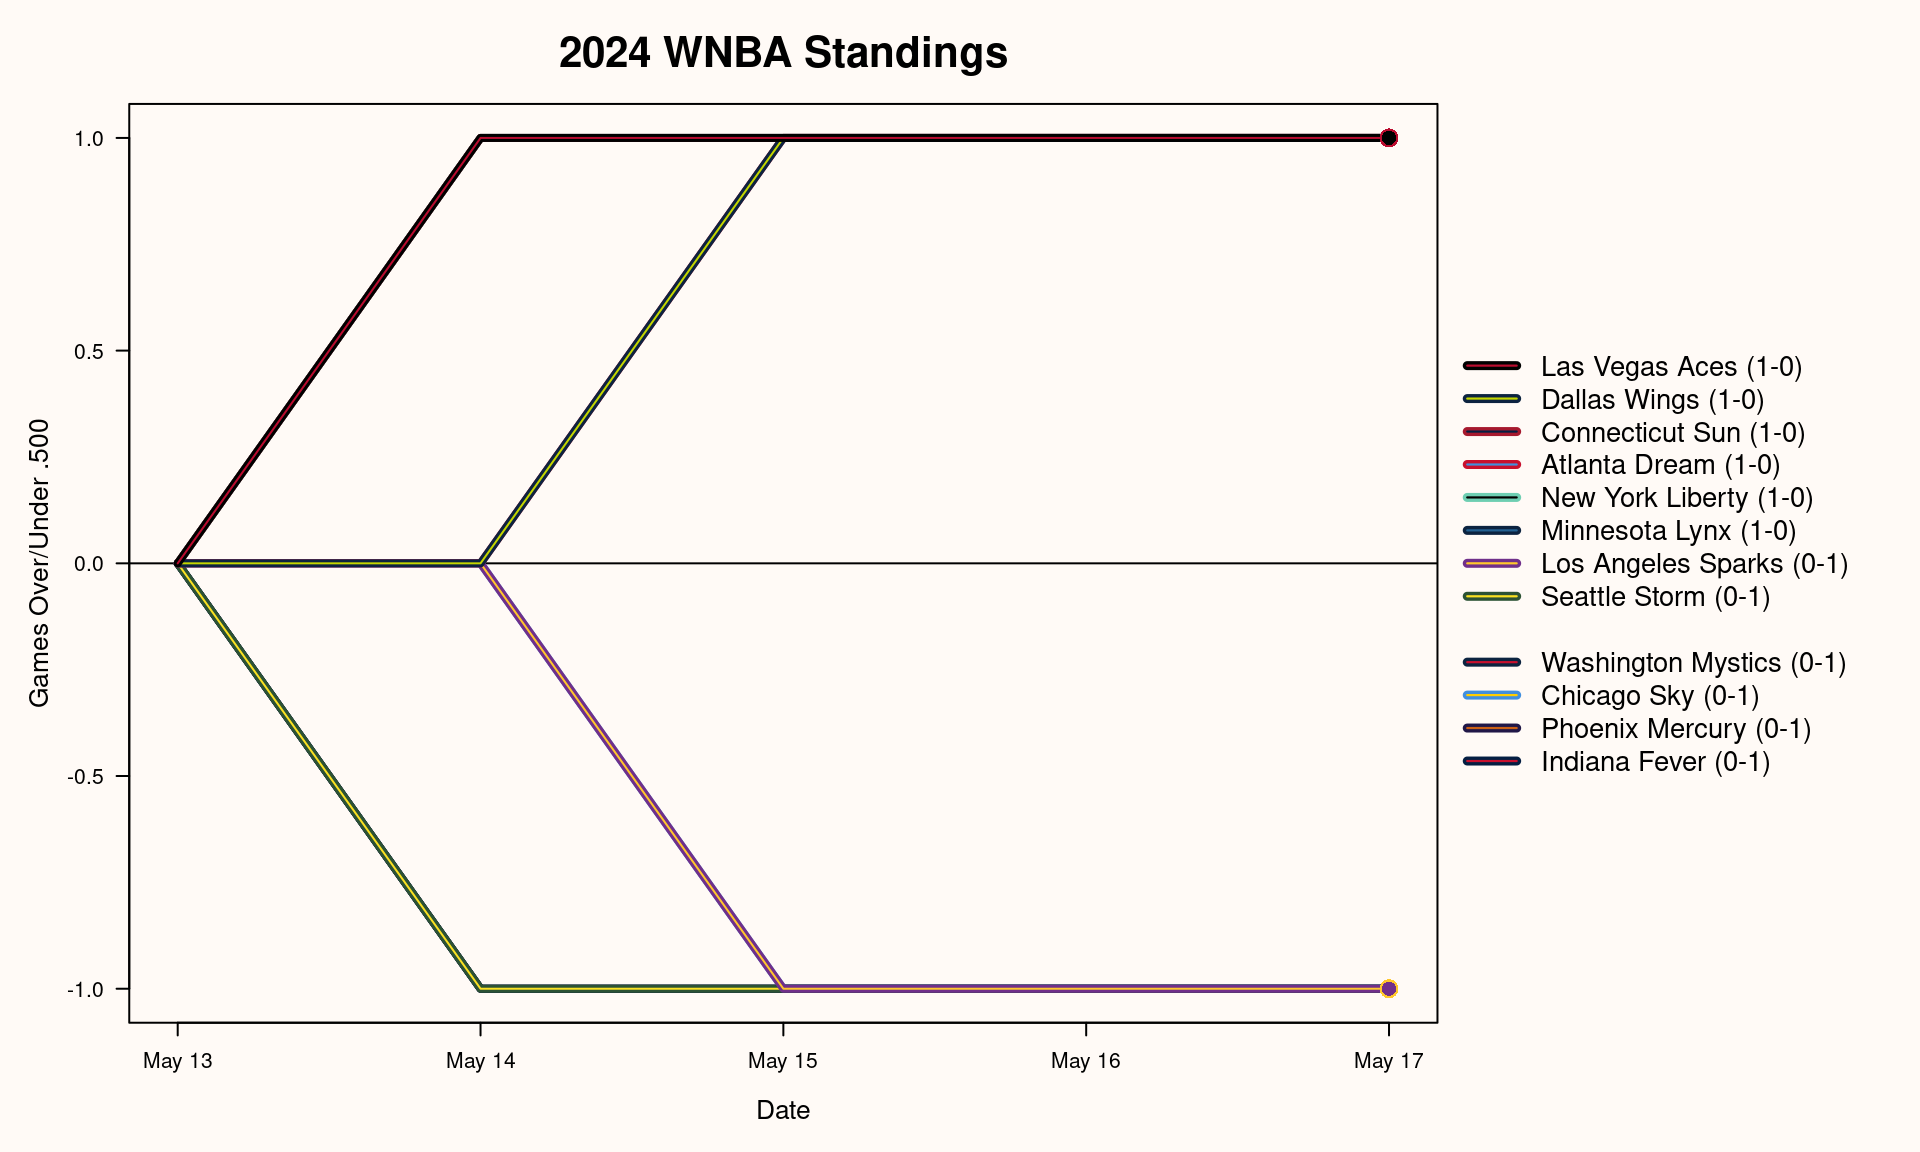 2024 WNBA Standings
Games Over/Under .500
1.0
0.5
0.0
-0.5
-1.0
May 13
May 14
May 15
May 16
May 17
Date
Las Vegas Aces (1-0)
Dallas Wings (1-0)
Connecticut Sun (1-0)
Atlanta Dream (1-0)
New York Liberty (1-0)
Minnesota Lynx (1-0)
Los Angeles Sparks (0-1)
Seattle Storm (0-1)
Washington Mystics (0-1)
Chicago Sky (0-1)
Phoenix Mercury (0-1)
Indiana Fever (0-1)